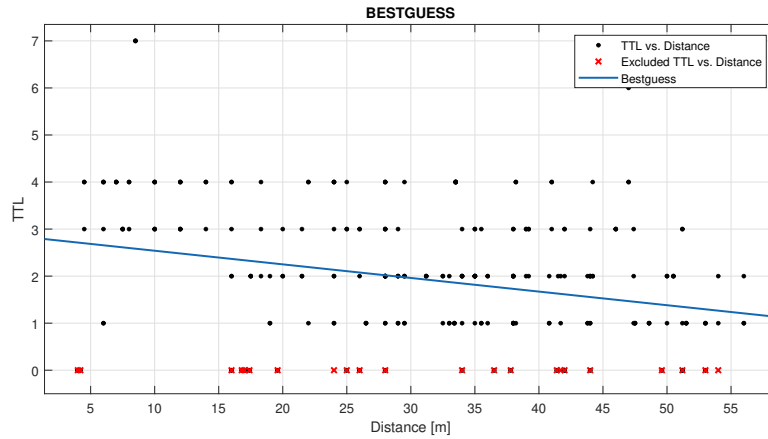 BESTGUESS
TTL vs. Distance
Excluded TTL vs. Distance
Bestguess
7
6
5
4
3
2
1
0
TTL
5 10 15 20 25 30 35 40 45 50 55
Distance [m]